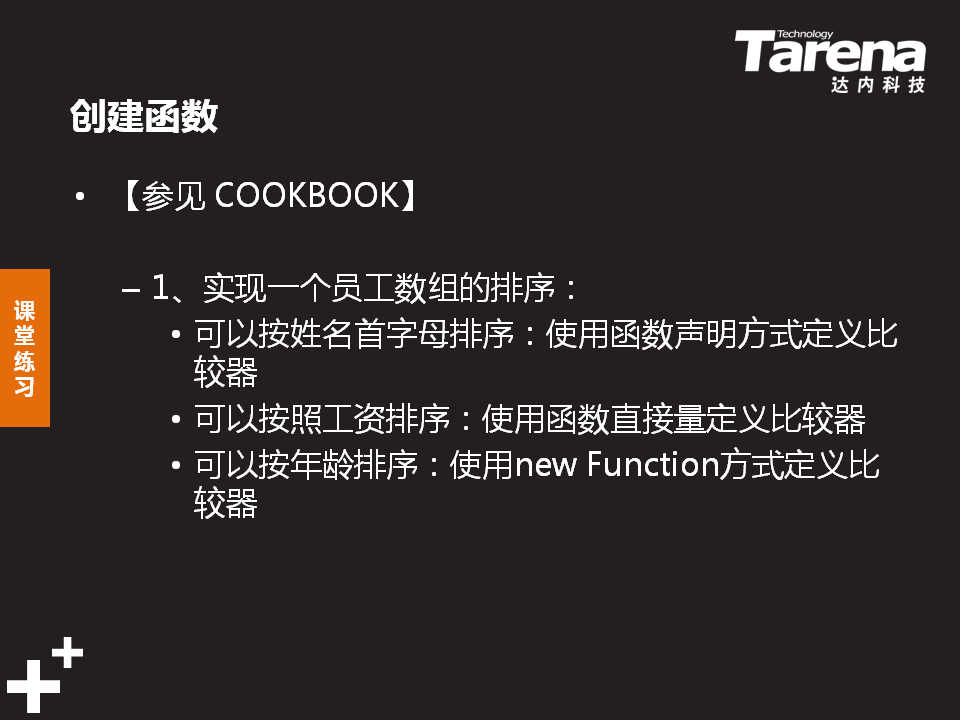 Technology
Tarena
达内科技
创建函数
• 【参见 COOKBOOK】
– 1、实现一个员工数组的排序：
• 可以按姓名首字母排序：使用函数声明方式定义比
较器
• 可以按照工资排序：使用函数直接量定义比较器
• 可以按年龄排序：使用new Function方式定义比
较器
课
堂
练
习